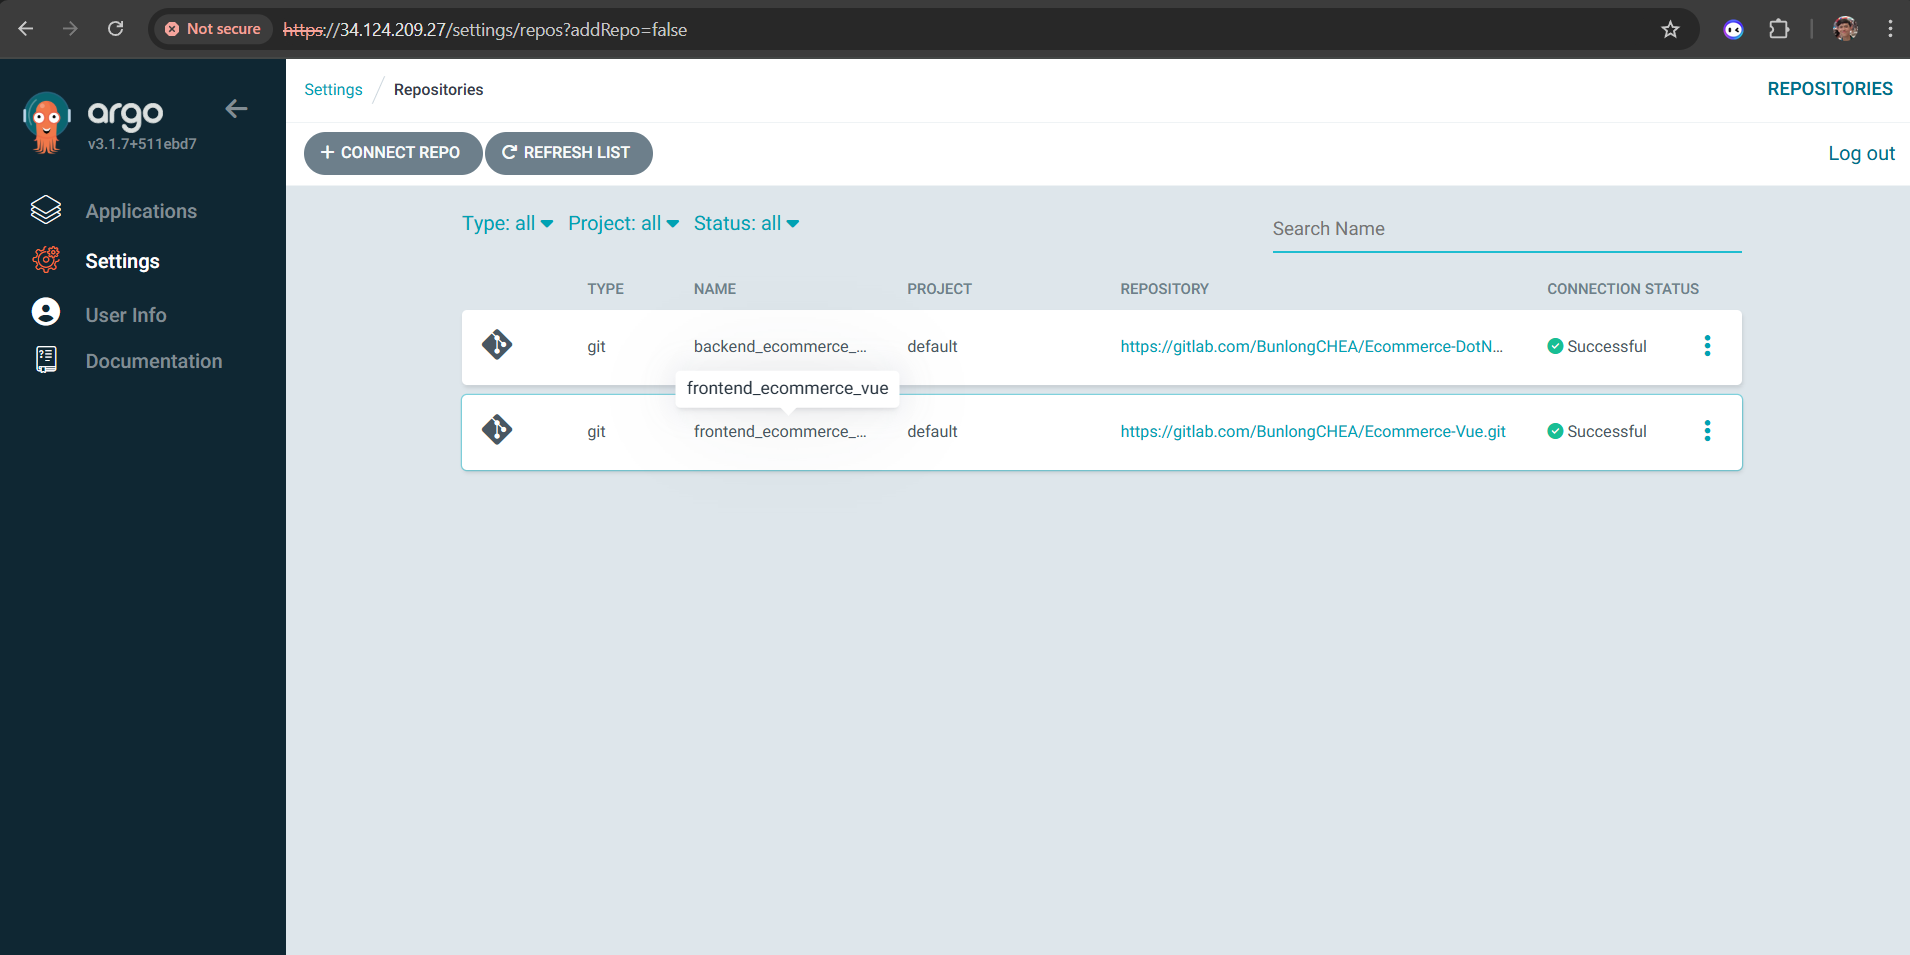 Not secure https://34.124.209.27/settings/repos?addRepo=false
argo
v3.1.7+511ebd7
Applications
Settings
User Info
Documentation
Settings / Repositories
REPOSITORIES
+ CONNECT REPO
REFRESH LIST
Log out
Type: all Project: all Status: all
Search Name
TYPE NAME PROJECT REPOSITORY CONNECTION STATUS
git backend_ecommerce_... default https://gitlab.com/BunlongCHEA/Ecommerce-DotN... Successful
frontend_ecommerce_vue
git frontend_ecommerce_... default https://gitlab.com/BunlongCHEA/Ecommerce-Vue.git Successful